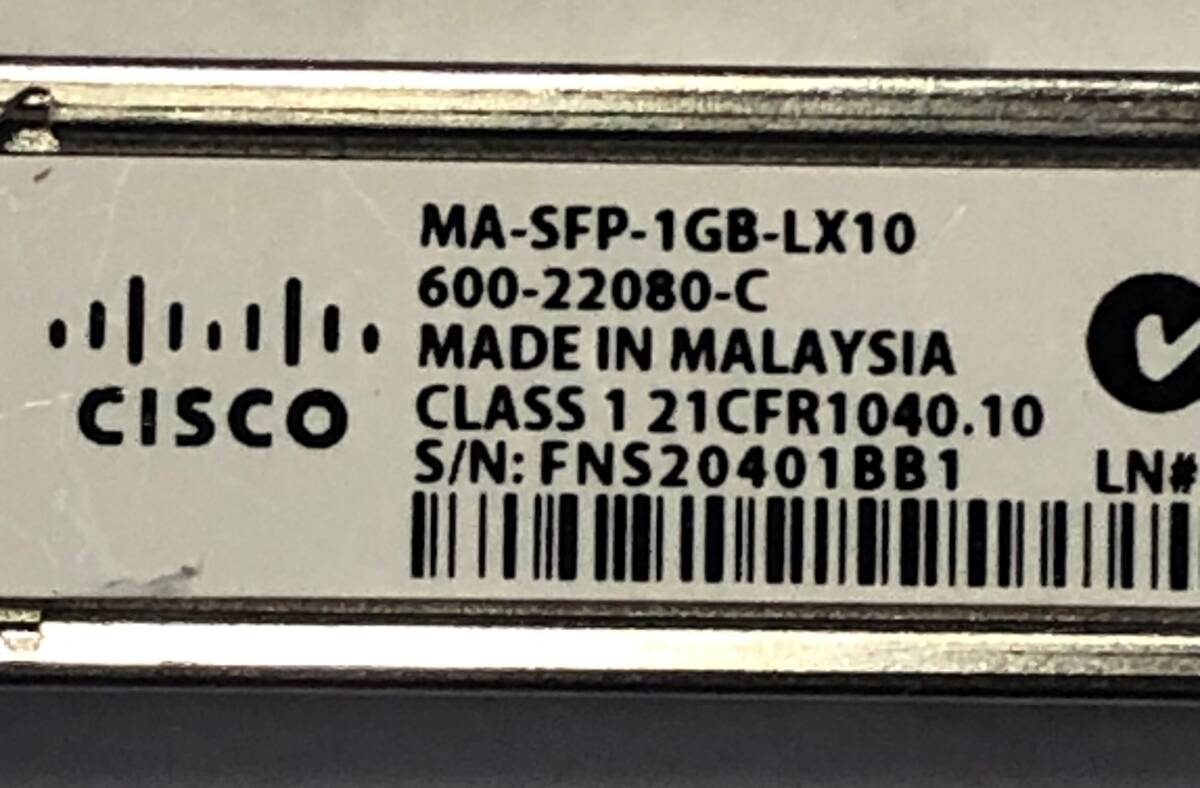 CISCO
MA-SFP-1GB-LX10
600-22080-C
MADE IN MALAYSIA
CLASS 1 21CFR1040.10
S/N: FNS20401BB1
LN#